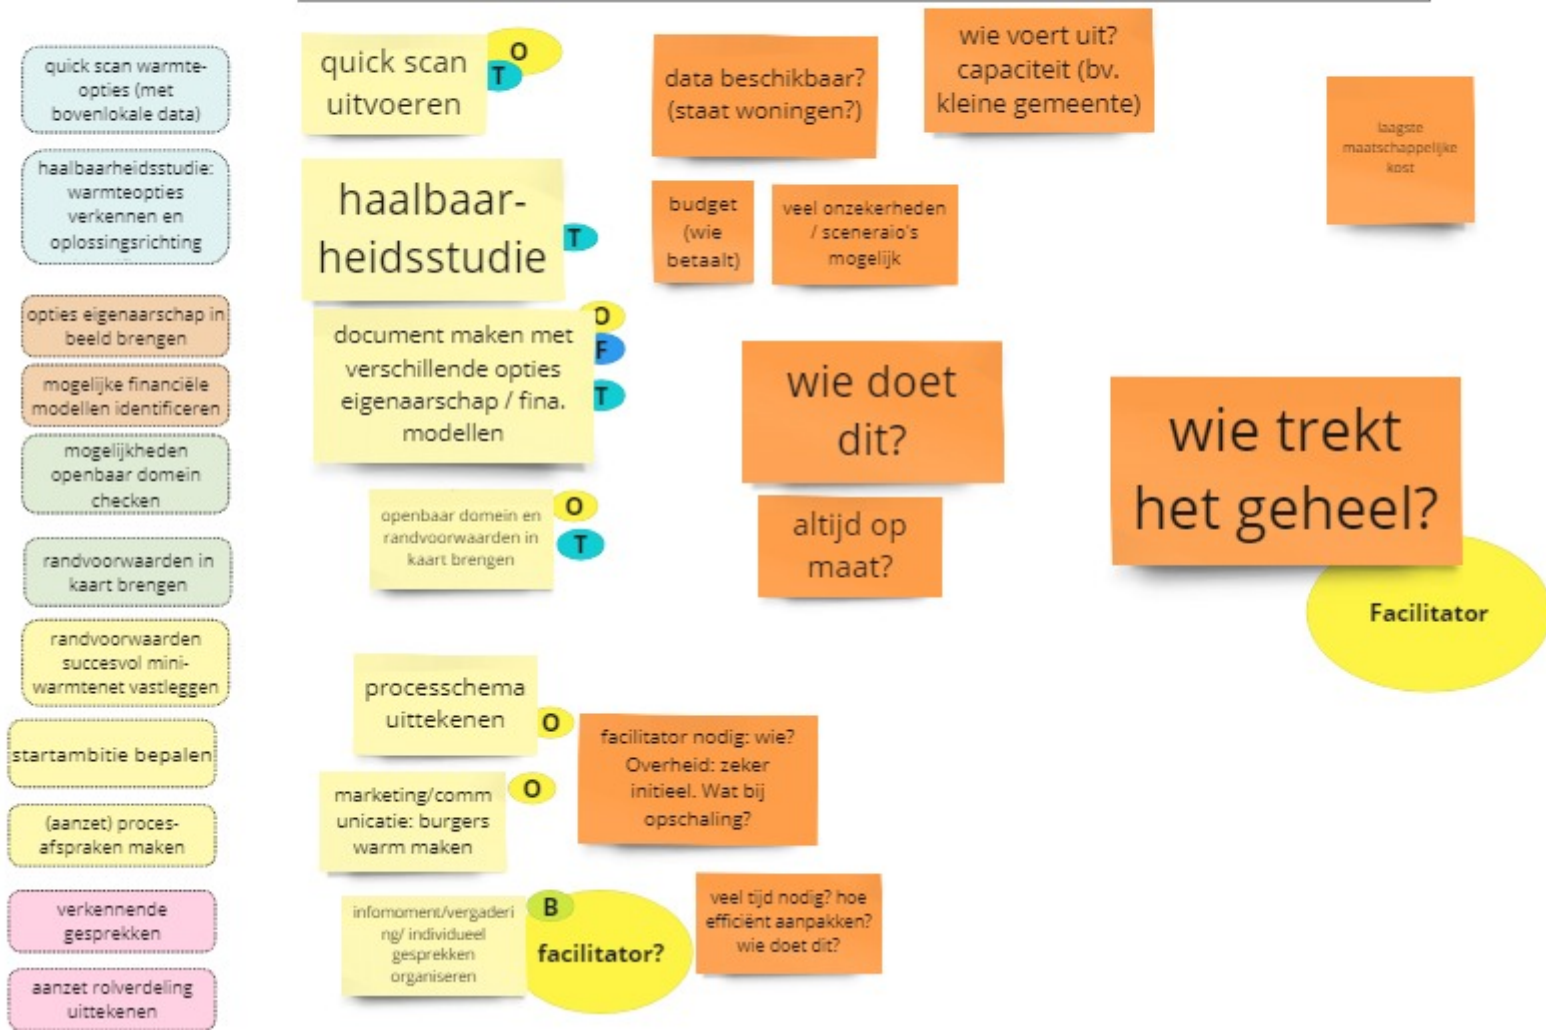 quick scan warmte-
opties (met
bovenlokale data)
haalbaarheidsstudie:
warmteopties
verkennen en
oplossingsrichting
opties eigenaarschap in
beeld brengen
mogelijke financiële
modellen identificeren
mogelijkheden
openbaar domein
checken
randvoorwaarden in
kaart brengen
randvoorwaarden
succesvol mini-
warmtenet vastleggen
startambitie bepalen
(aanzet) proces-
afspraken maken
verkennende
gesprekken
aanzet rolverdeling
uittekenen
quick scan
uitvoeren
O
T
haalbaar-
heidsstudie
T
document maken met
verschillende opties
eigenaarschap / fina.
modellen
O
F
T
openbaar domein en
randvoorwaarden in
kaart brengen
O
T
processchema
uittekenen
O
marketing/comm
unicatie: burgers
warm maken
O
infomoment/vergaderi
ng/ individueel
gesprekken
organiseren
B
facilitator?
data beschikbaar?
(staat woningen?)
wie voert uit?
capaciteit (bv.
kleine gemeente)
laagste
maatschappelijke
kost
budget
(wie
betaalt)
veel onzekerheden
/ sceneraio's
mogelijk
wie doet
dit?
altijd op
maat?
wie trekt
het geheel?
Facilitator
facilitator nodig: wie?
Overheid: zeker
initieel. Wat bij
opschaling?
veel tijd nodig? hoe
efficiënt aanpakken?
wie doet dit?